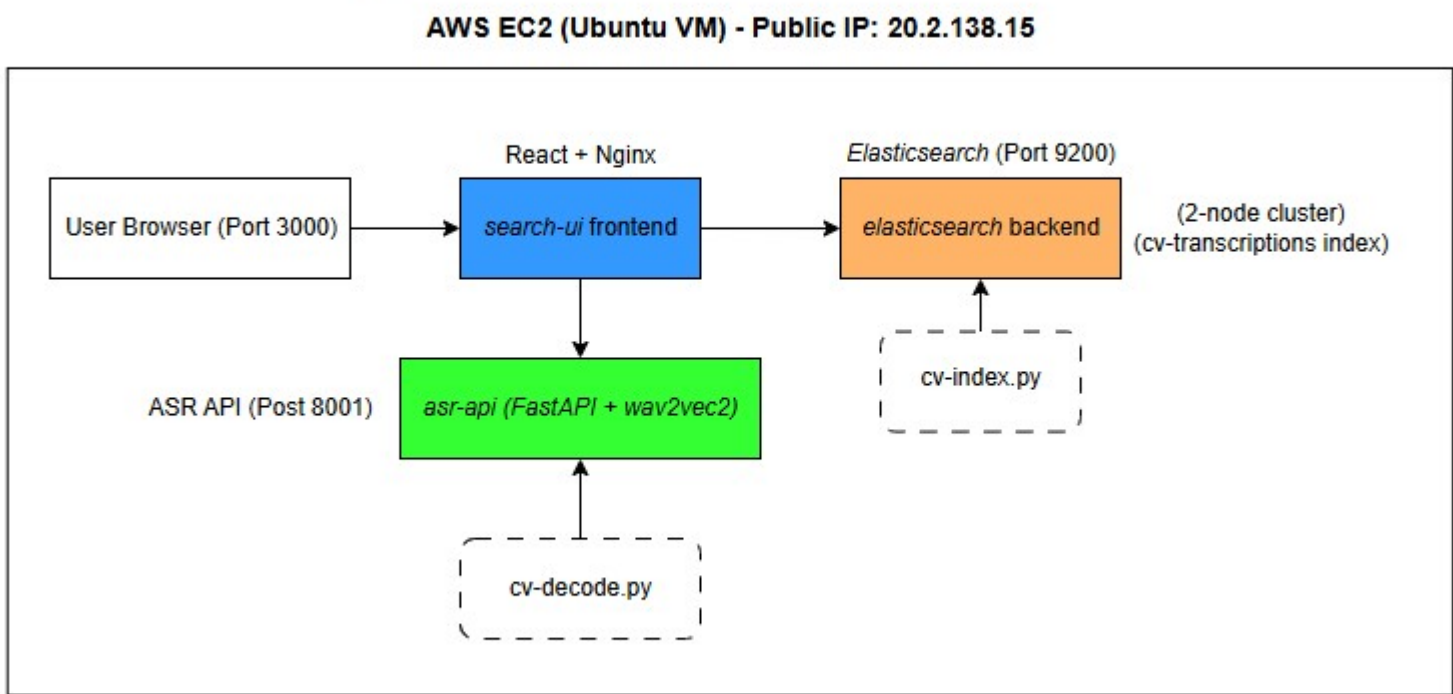 AWS EC2 (Ubuntu VM) - Public IP: 20.2.138.15
React + Nginx
Elasticsearch (Port 9200)
User Browser (Port 3000)
search-ui frontend
elasticsearch backend
(2-node cluster)
(cv-transcriptions index)
ASR API (Post 8001)
asr-api (FastAPI + wav2vec2)
cv-index.py
cv-decode.py